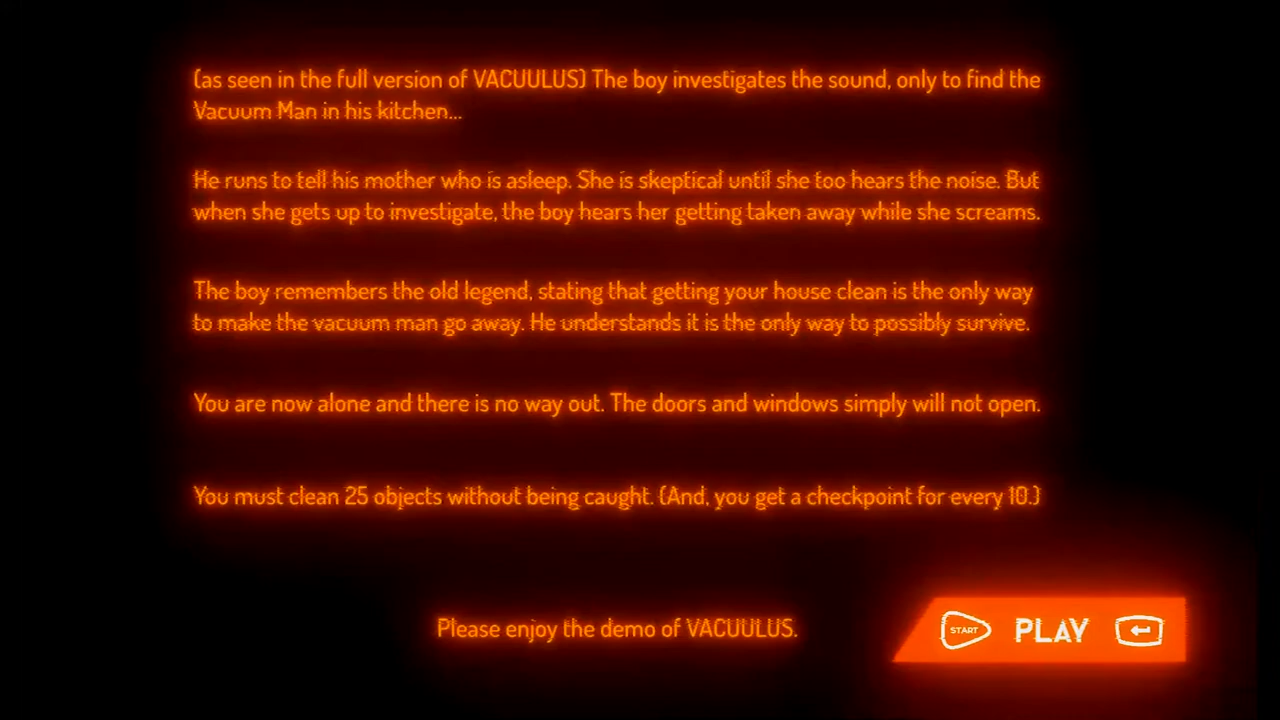 (as seen in the full version of VACUULUS) The boy investigates the sound, only to find the
Vacuum Man in his kitchen...
He runs to tell his mother who is asleep. She is skeptical until she too hears the noise. But
when she gets up to investigate, the boy hears her getting taken away while she screams.
The boy remembers the old legend, stating that getting your house clean is the only way
to make the vacuum man go away. He understands it is the only way to possibly survive.
You are now alone and there is no way out. The doors and windows simply will not open.
You must clean 25 objects without being caught. (And, you get a checkpoint for every 10.)
Please enjoy the demo of VACUULUS.
START PLAY